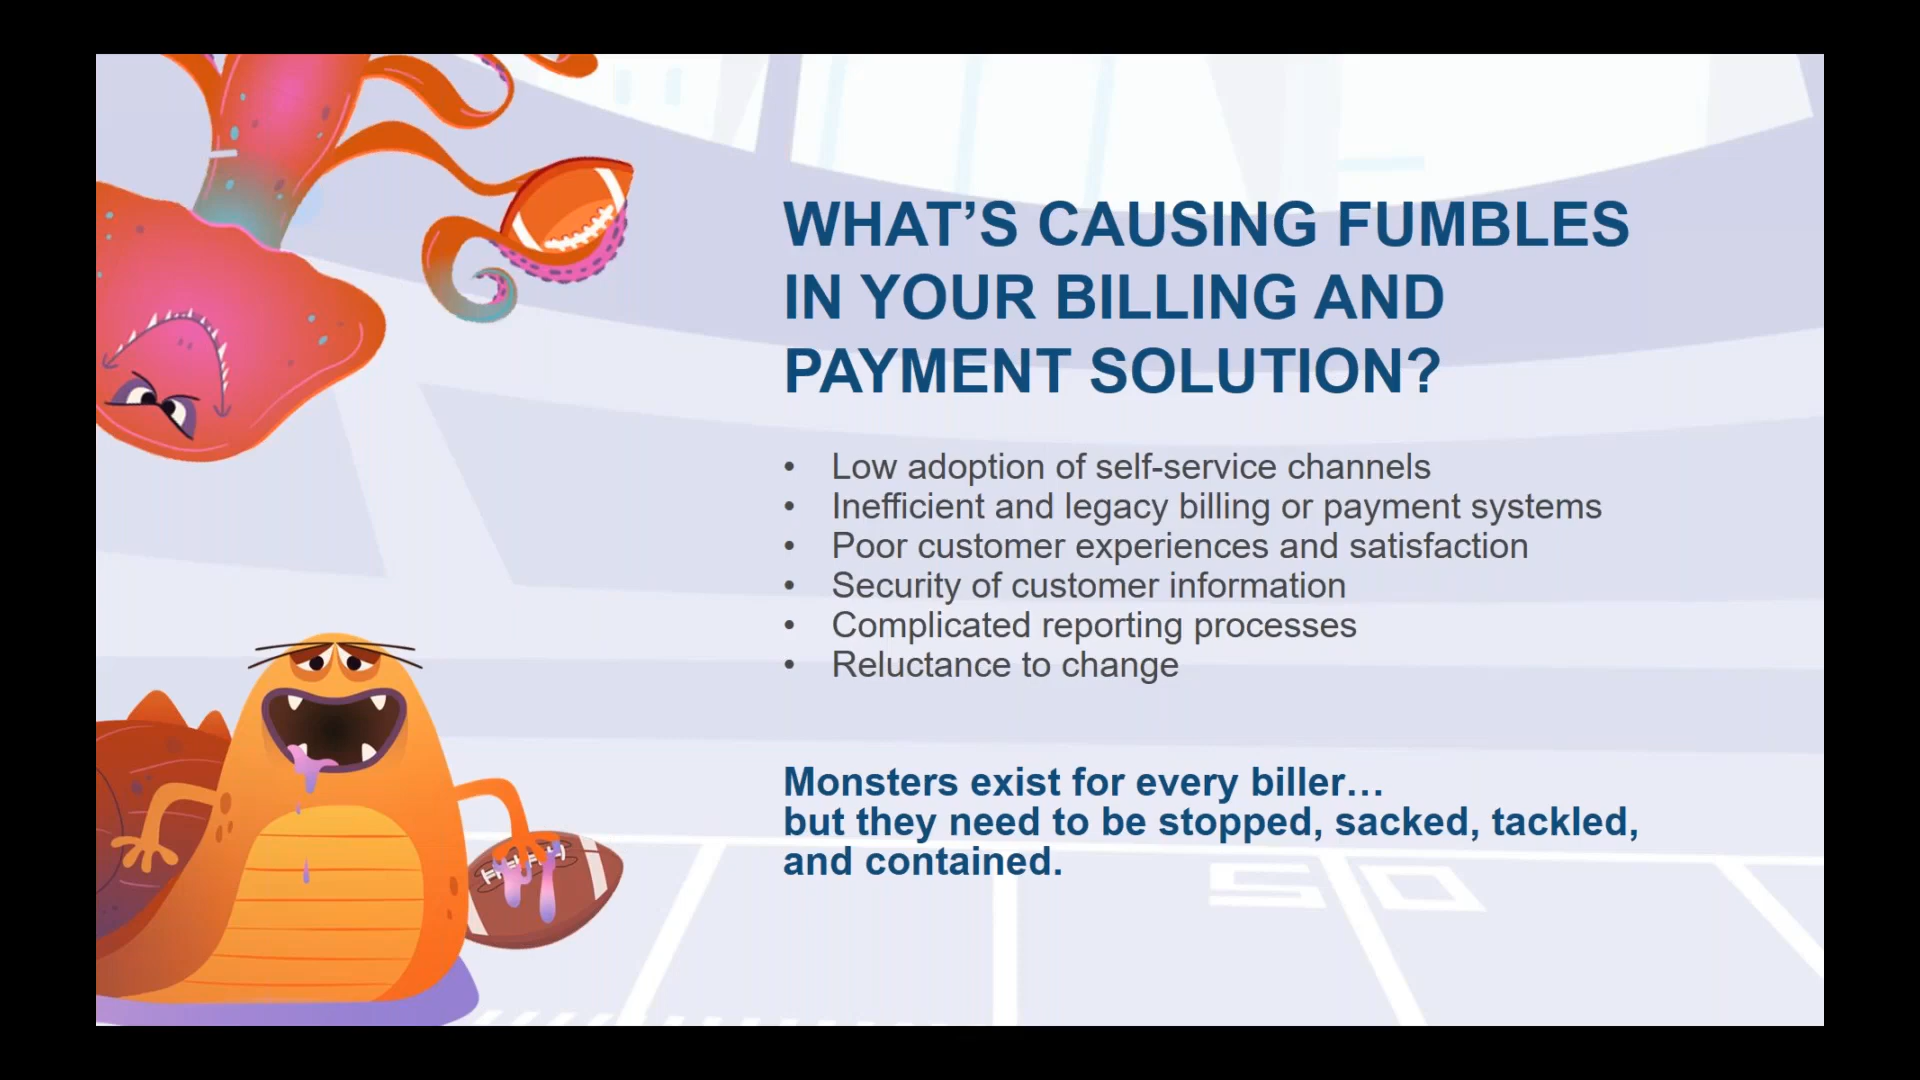 WHAT’S CAUSING FUMBLES
IN YOUR BILLING AND
PAYMENT SOLUTION?
• Low adoption of self-service channels
• Inefficient and legacy billing or payment systems
• Poor customer experiences and satisfaction
• Security of customer information
• Complicated reporting processes
• Reluctance to change
Monsters exist for every biller…
but they need to be stopped, sacked, tackled,
and contained.
50